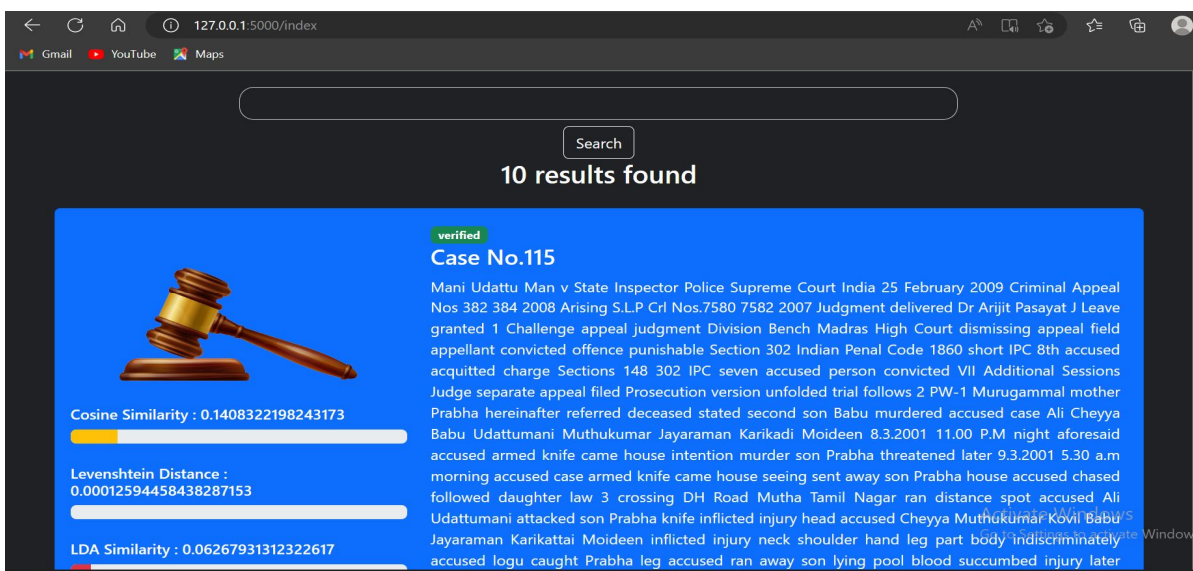 127.0.0.1:5000/index
Gmail YouTube Maps
Search
10 results found
verified
Case No.115
Mani Udattu Man v State Inspector Police Supreme Court India 25 February 2009 Criminal Appeal
Nos 382 384 2008 Arising S.L.P Crl Nos.7580 7582 2007 Judgment delivered Dr Arijit Pasayat J Leave
granted 1 Challenge appeal judgment Division Bench Madras High Court dismissing appeal field
appellant convicted offence punishable Section 302 Indian Penal Code 1860 short IPC 8th accused
acquitted charge Sections 148 302 IPC seven accused person convicted VII Additional Sessions
Judge separate appeal filed Prosecution version unfolded trial follows 2 PW-1 Murugammal mother
Prabha hereinafter referred deceased stated second son Babu murdered accused case Ali Cheyya
Babu Udattumani Muthukumar Jayaraman Karikadi Moideen 8.3.2001 11.00 P.M night aforesaid
accused armed knife came house intention murder son Prabha threatened later 9.3.2001 5.30 a.m
morning accused case armed knife came house seeing sent away son Prabha house accused chased
followed daughter law 3 crossing DH Road Mutha Tamil Nagar ran distance spot accused Ali
Udattumani attacked son Prabha knife inflicted injury head accused Cheyya Muthukumar Kovil Babu
Jayaraman Karikattai Moideen inflicted injury neck shoulder hand leg part body indiscriminately
accused logu caught Prabha leg accused ran away son lying pool blood succumbed injury later
Cosine Similarity : 0.1408322198243173
Levenshtein Distance :
0.00012594458438287153
LDA Similarity : 0.06267931312322617
Activate Windows
Go to Settings to activate Window